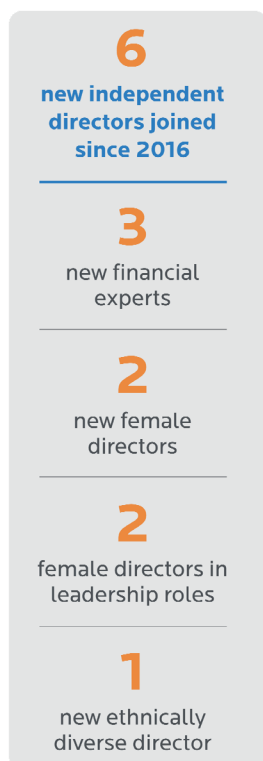 6
new independent
directors joined
since 2016
3
new financial
experts
2
new female
directors
2
female directors in
leadership roles
1
new ethnically
diverse director